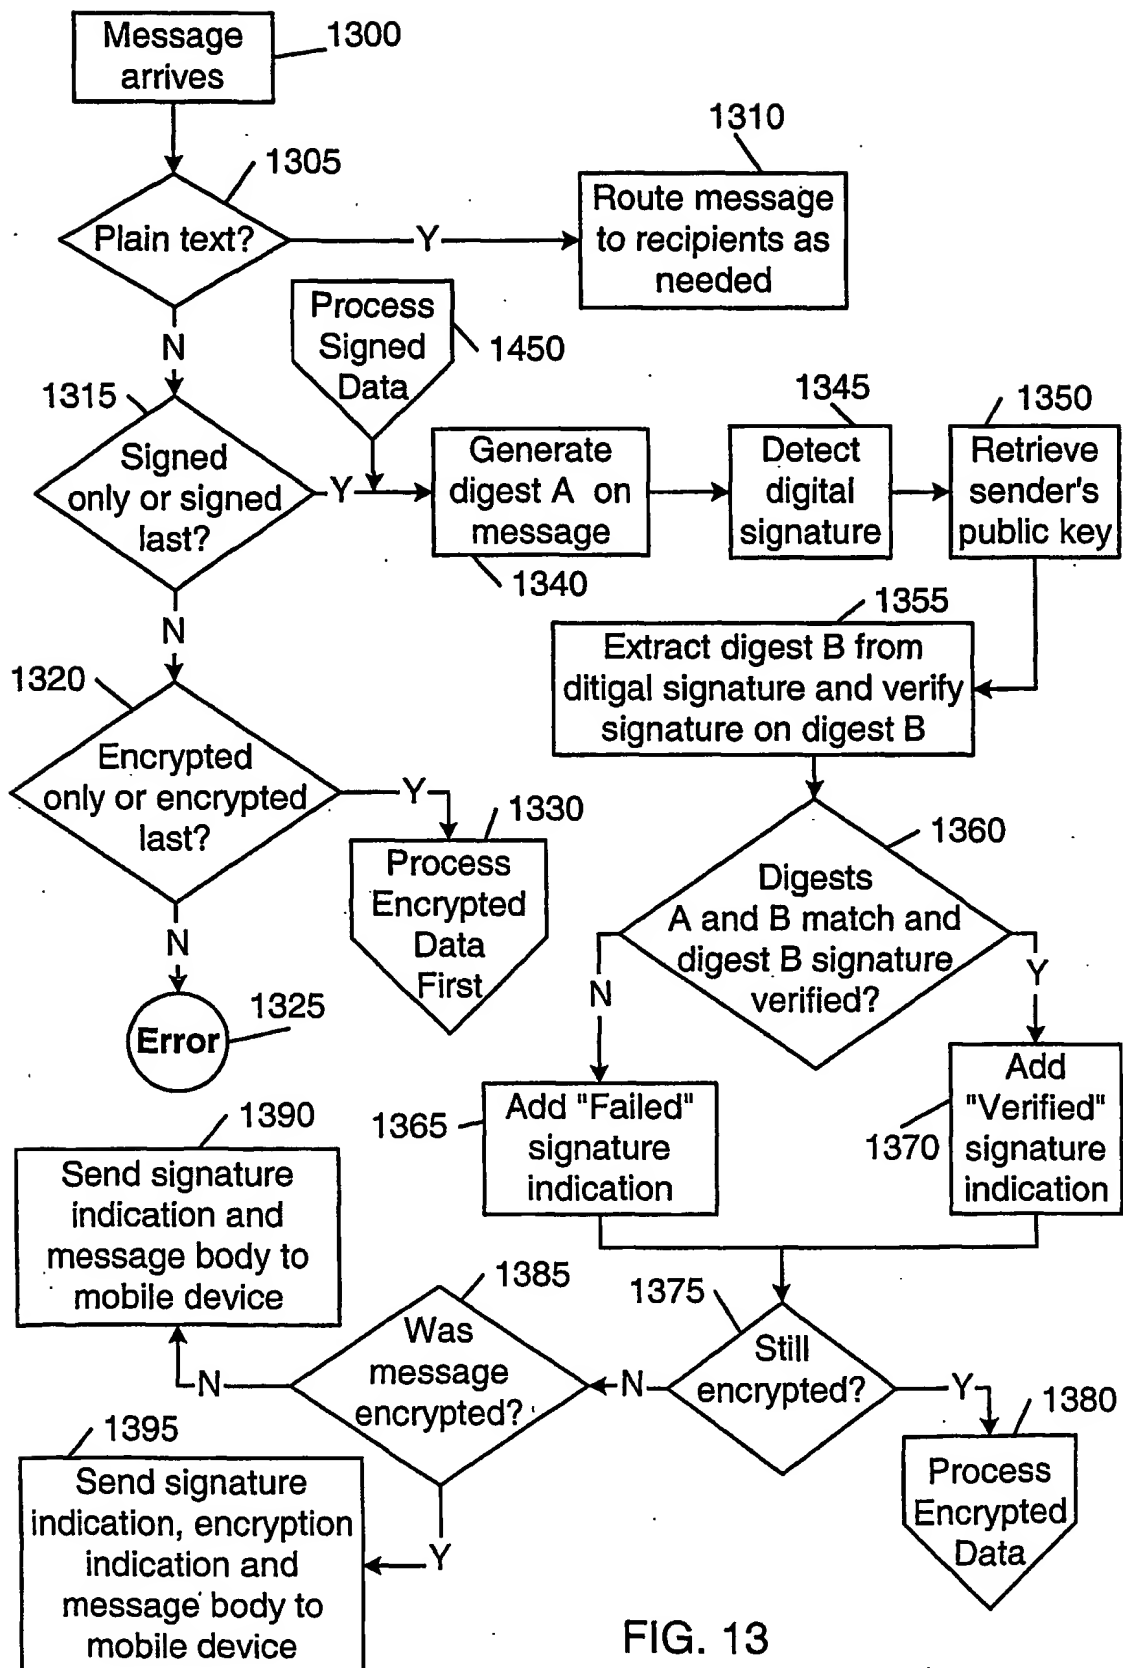 Message
arrives
1300
1305
Plain text?
Y
1310
Route message
to recipients as
needed
N
Process
Signed
Data
1450
1315
Signed
only or signed
last?
Y
Generate
digest A on
message
1340
1345
Detect
digital
signature
1350
Retrieve
sender's
public key
N
1355
Extract digest B from
ditigal signature and verify
signature on digest B
1320
Encrypted
only or encrypted
last?
Y
1330
Process
Encrypted
Data
First
1360
Digests
A and B match and
digest B signature
verified?
N
Y
N
Error
1325
1365
Add "Failed"
signature
indication
1370
Add
"Verified"
signature
indication
1390
Send signature
indication and
message body to
mobile device
1385
Was
message
encrypted?
N
1375
Still
encrypted?
N
Y
1380
Process
Encrypted
Data
1395
Send signature
indication, encryption
indication and
message body to
mobile device
Y
FIG. 13